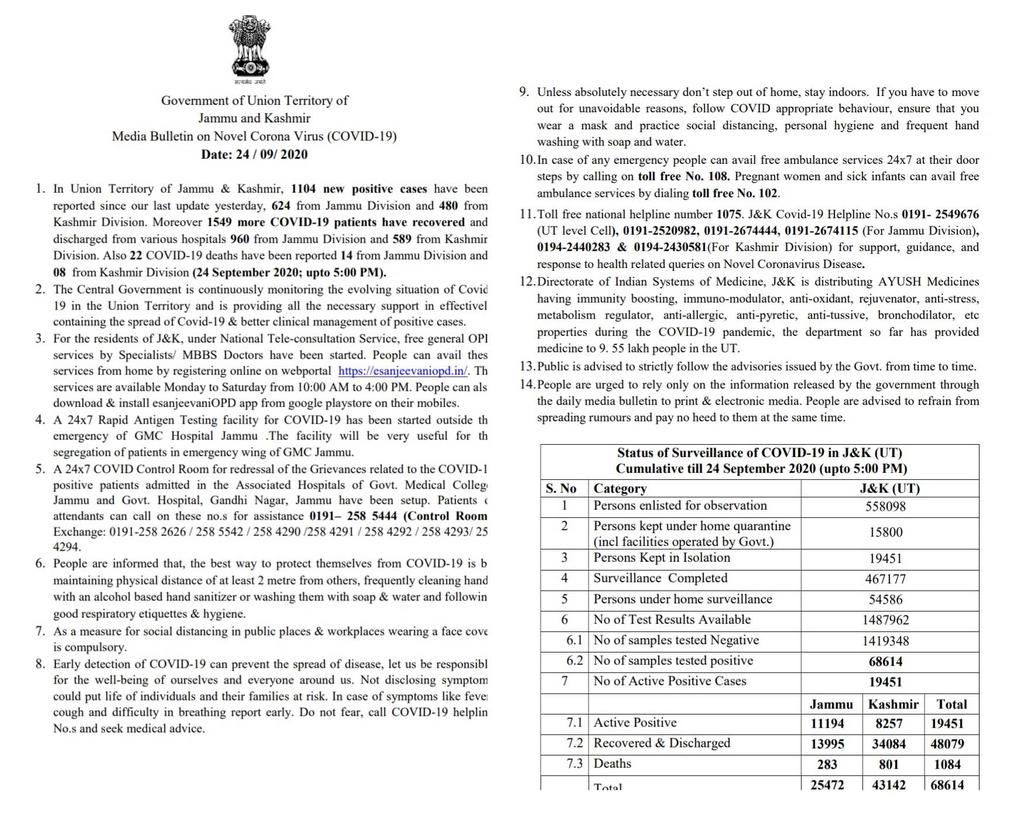 सत्यमेव जयते
Government of Union Territory of
Jammu and Kashmir
Media Bulletin on Novel Corona Virus (COVID-19)
Date: 24 / 09/ 2020
1. In Union Territory of Jammu & Kashmir, 1104 new positive cases have been
reported since our last update yesterday, 624 from Jammu Division and 480 from
Kashmir Division. Moreover 1549 more COVID-19 patients have recovered and
discharged from various hospitals 960 from Jammu Division and 589 from Kashmir
Division. Also 22 COVID-19 deaths have been reported 14 from Jammu Division and
08 from Kashmir Division (24 September 2020; upto 5:00 PM).
2. The Central Government is continuously monitoring the evolving situation of Covid
19 in the Union Territory and is providing all the necessary support in effectivel
containing the spread of Covid-19 & better clinical management of positive cases.
3. For the residents of J&K, under National Tele-consultation Service, free general OPI
services by Specialists/ MBBS Doctors have been started. People can avail thes
services from home by registering online on webportal https://esanjeevaniopd.in/. Th
services are available Monday to Saturday from 10:00 AM to 4:00 PM. People can als
download & install esanjeevaniOPD app from google playstore on their mobiles.
4. A 24x7 Rapid Antigen Testing facility for COVID-19 has been started outside th
emergency of GMC Hospital Jammu .The facility will be very useful for th
segregation of patients in emergency wing of GMC Jammu.
5. A 24x7 COVID Control Room for redressal of the Grievances related to the COVID-1
positive patients admitted in the Associated Hospitals of Govt. Medical Colleg
Jammu and Govt. Hospital, Gandhi Nagar, Jammu have been setup. Patients
attendants can call on these no.s for assistance 0191– 258 5444 (Control Room
Exchange: 0191-258 2626 / 258 5542 / 258 4290 /258 4291 / 258 4292 / 258 4293/ 25
4294.
6. People are informed that, the best way to protect themselves from COVID-19 is b
maintaining physical distance of at least 2 metre from others, frequently cleaning hand
with an alcohol based hand sanitizer or washing them with soap & water and followin
good respiratory etiquettes & hygiene.
7. As a measure for social distancing in public places & workplaces wearing a face cove
is compulsory.
8. Early detection of COVID-19 can prevent the spread of disease, let us be responsibl
for the well-being of ourselves and everyone around us. Not disclosing symptom
could put life of individuals and their families at risk. In case of symptoms like feve
cough and difficulty in breathing report early. Do not fear, call COVID-19 helplin
No.s and seek medical advice.
9. Unless absolutely necessary don't step out of home, stay indoors. If you have to move
out for unavoidable reasons, follow COVID appropriate behaviour, ensure that you
wear a mask and practice social distancing, personal hygiene and frequent hand
washing with soap and water.
10.In case of any emergency people can avail free ambulance services 24x7 at their door
steps by calling on toll free No. 108. Pregnant women and sick infants can avail free
ambulance services by dialing toll free No. 102.
11.Toll free national helpline number 1075. J&K Covid-19 Helpline No.s 0191- 2549676
(UT level Cell), 0191-2520982, 0191-2674444, 0191-2674115 (For Jammu Division),
0194-2440283 & 0194-2430581(For Kashmir Division) for support, guidance, and
response to health related queries on Novel Coronavirus Disease.
12.Directorate of Indian Systems of Medicine, J&K is distributing AYUSH Medicines
having immunity boosting, immuno-modulator, anti-oxidant, rejuvenator, anti-stress,
metabolism regulator, anti-allergic, anti-pyretic, anti-tussive, bronchodilator, etc
properties during the COVID-19 pandemic, the department so far has provided
medicine to 9. 55 lakh people in the UT.
13.Public is advised to strictly follow the advisories issued by the Govt. from time to time.
14.People are urged to rely only on the information released by the government through
the daily media bulletin to print & electronic media. People are advised to refrain from
spreading rumours and pay no heed to them at the same time.
Status of Surveillance of COVID-19 in J&K (UT)
Cumulative till 24 September 2020 (upto 5:00 PM)
S. No Category J&K (UT)
1 Persons enlisted for observation 558098
2 Persons kept under home quarantine
(incl facilities operated by Govt.) 15800
3 Persons Kept in Isolation 19451
4 Surveillance Completed 467177
5 Persons under home surveillance 54586
6 No of Test Results Available 1487962
6.1 No of samples tested Negative 1419348
6.2 No of samples tested positive 68614
7 No of Active Positive Cases 19451
Jammu Kashmir Total
7.1 Active Positive 11194 8257 19451
7.2 Recovered & Discharged 13995 34084 48079
7.3 Deaths 283 801 1084
Total 25472 43142 68614